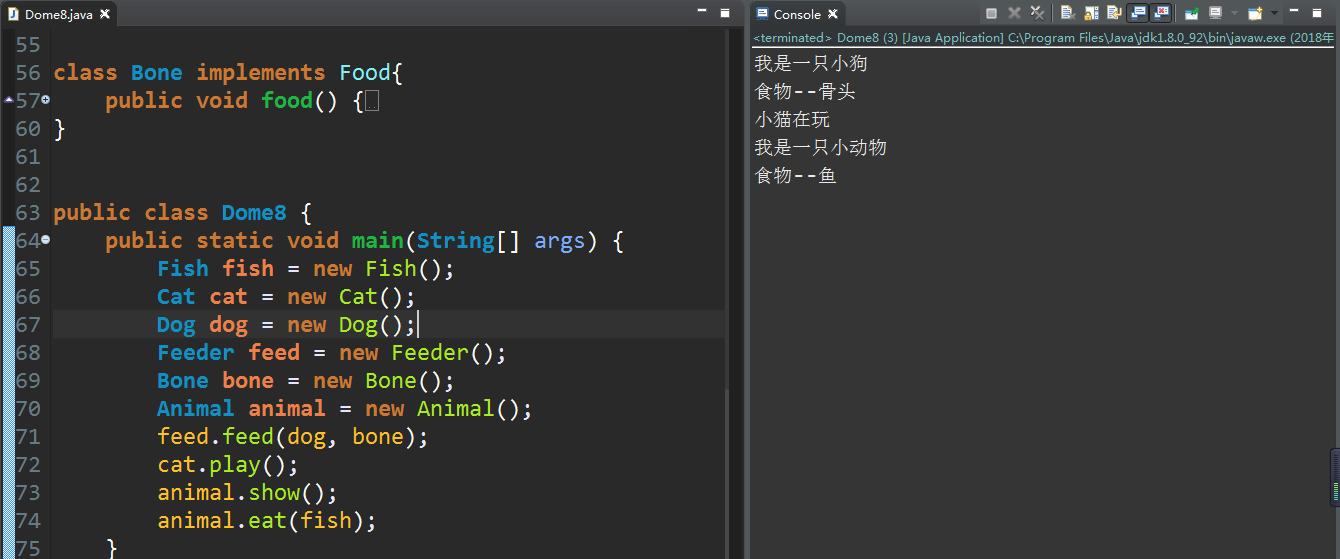 Dome8.java
55
56 class Bone implements Food{
57 public void food() {
60 }
61
62
63 public class Dome8 {
64 public static void main(String[] args) {
65 Fish fish = new Fish();
66 Cat cat = new Cat();
67 Dog dog = new Dog();
68 Feeder feed = new Feeder();
69 Bone bone = new Bone();
70 Animal animal = new Animal();
71 feed.feed(dog, bone);
72 cat.play();
73 animal.show();
74 animal.eat(fish);
75 }
Console
<terminated> Dome8 (3) [Java Application] C:\Program Files\Java\jdk1.8.0_92\bin\javaw.exe (2018年
我是一只小狗
食物--骨头
小猫在玩
我是一只小动物
食物--鱼